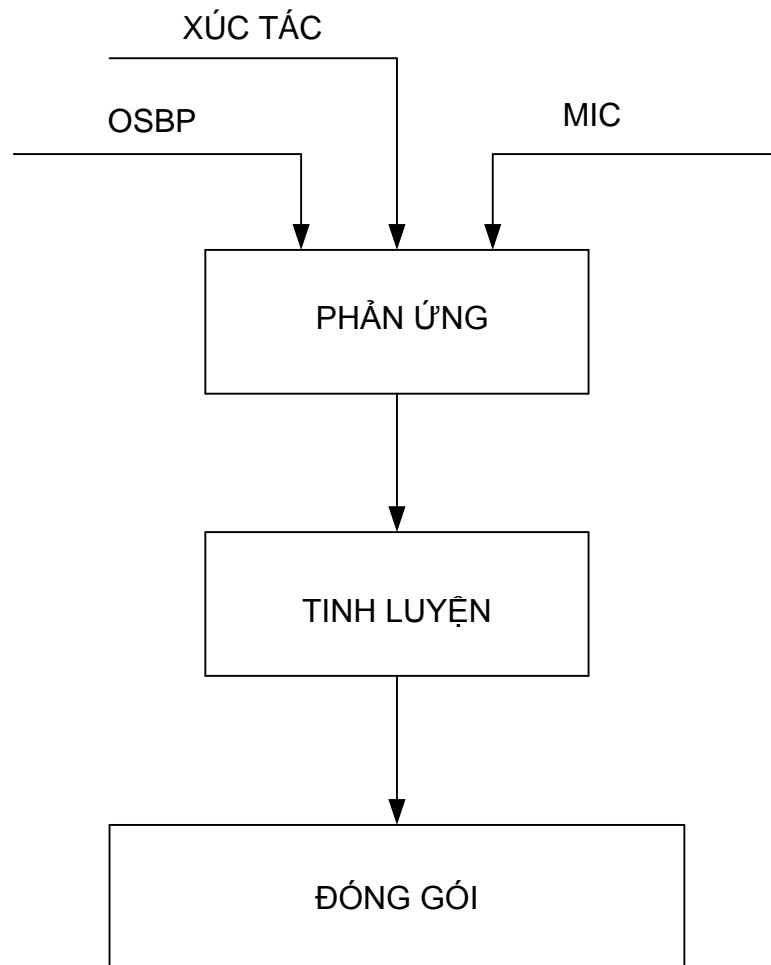 XÚC TÁC
OSBP
MIC
PHẢN ỨNG
TINH LUYỆN
ĐÓNG GÓI